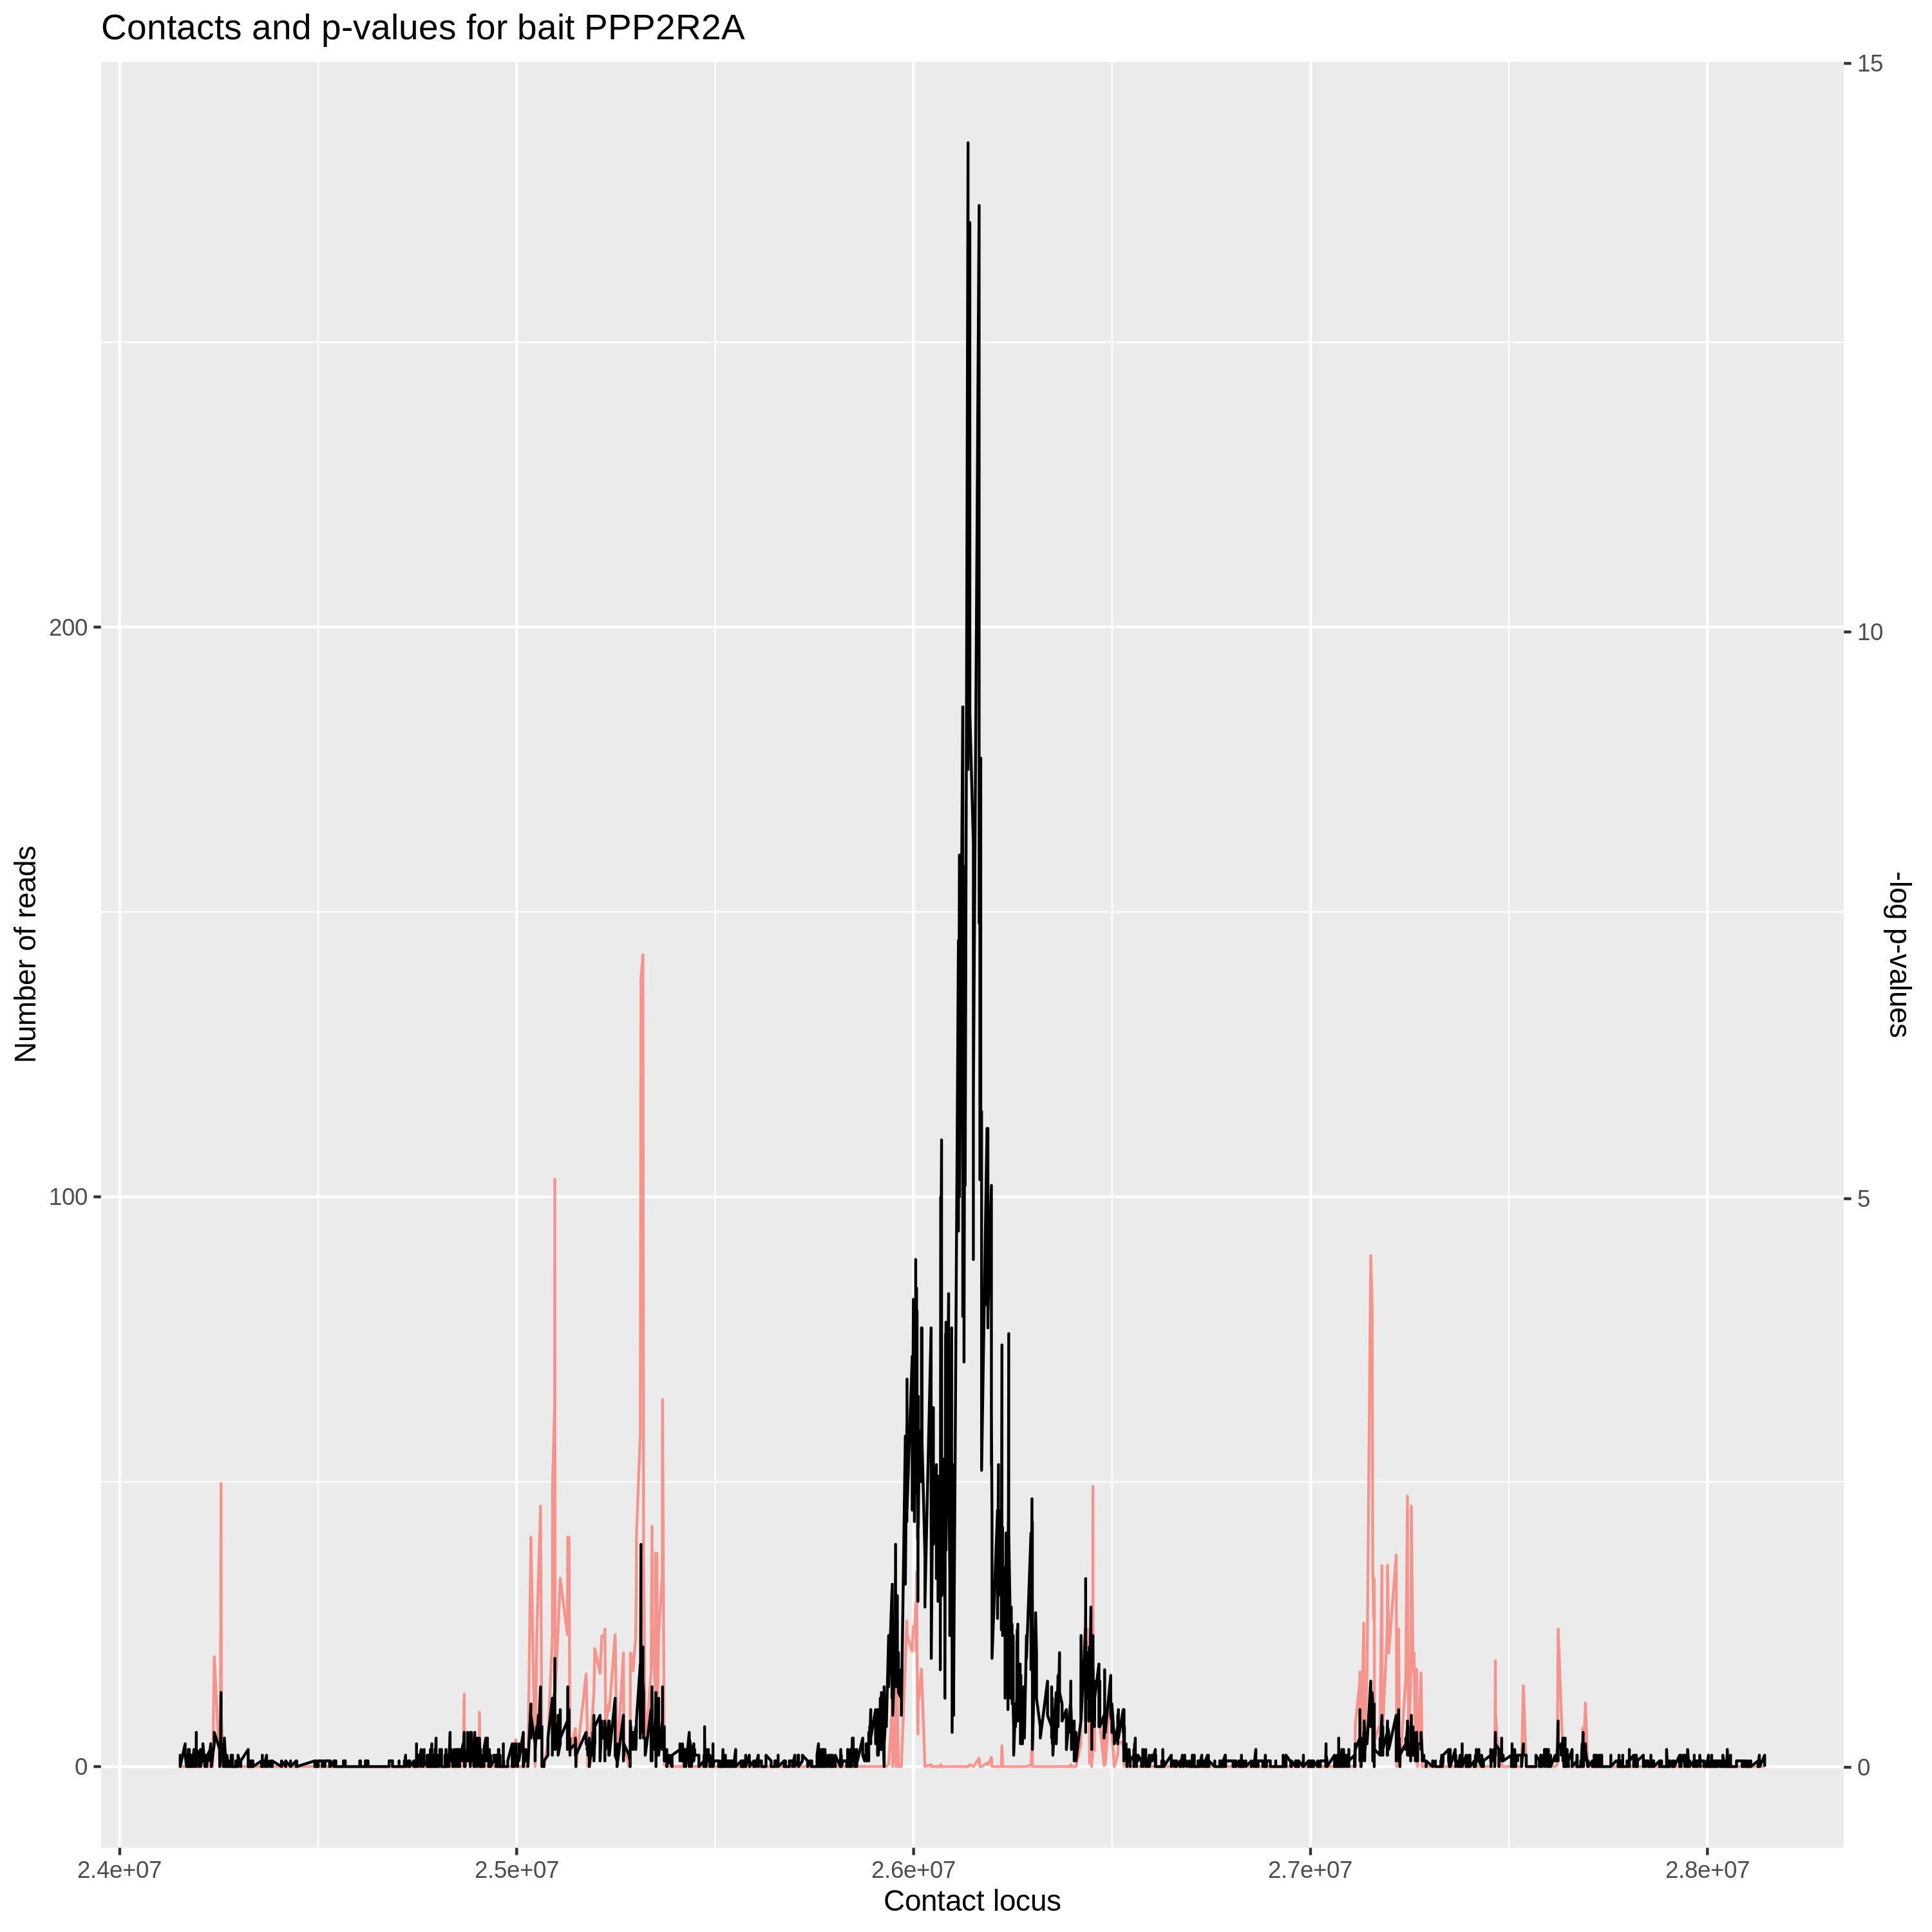 Contacts and p-values for bait PPP2R2A
15
200
10
Number of reads
-log p-values
100
5
0
0
2.4e+07
2.5e+07
2.6e+07
2.7e+07
2.8e+07
Contact locus